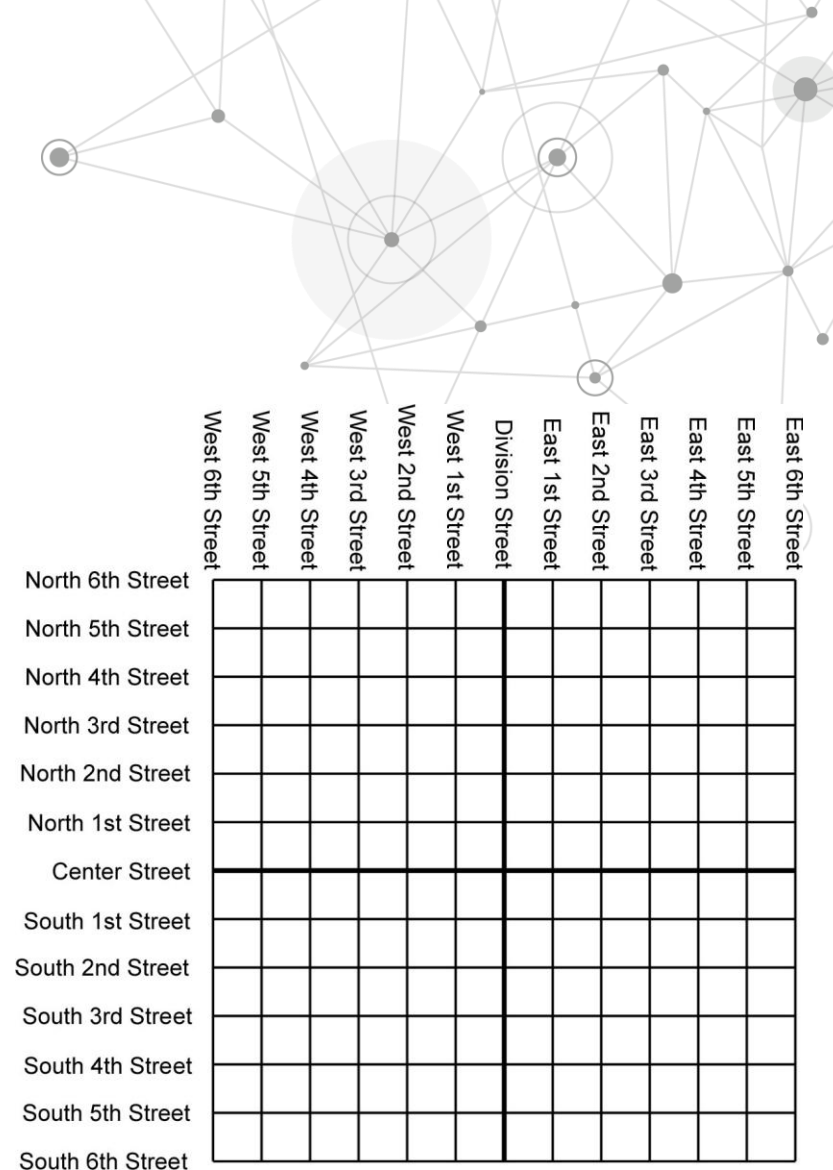 West 6th Street
West 5th Street
West 4th Street
West 3rd Street
West 2nd Street
West 1st Street
Division Street
East 1st Street
East 2nd Street
East 3rd Street
East 4th Street
East 5th Street
East 6th Street
North 6th Street
North 5th Street
North 4th Street
North 3rd Street
North 2nd Street
North 1st Street
Center Street
South 1st Street
South 2nd Street
South 3rd Street
South 4th Street
South 5th Street
South 6th Street